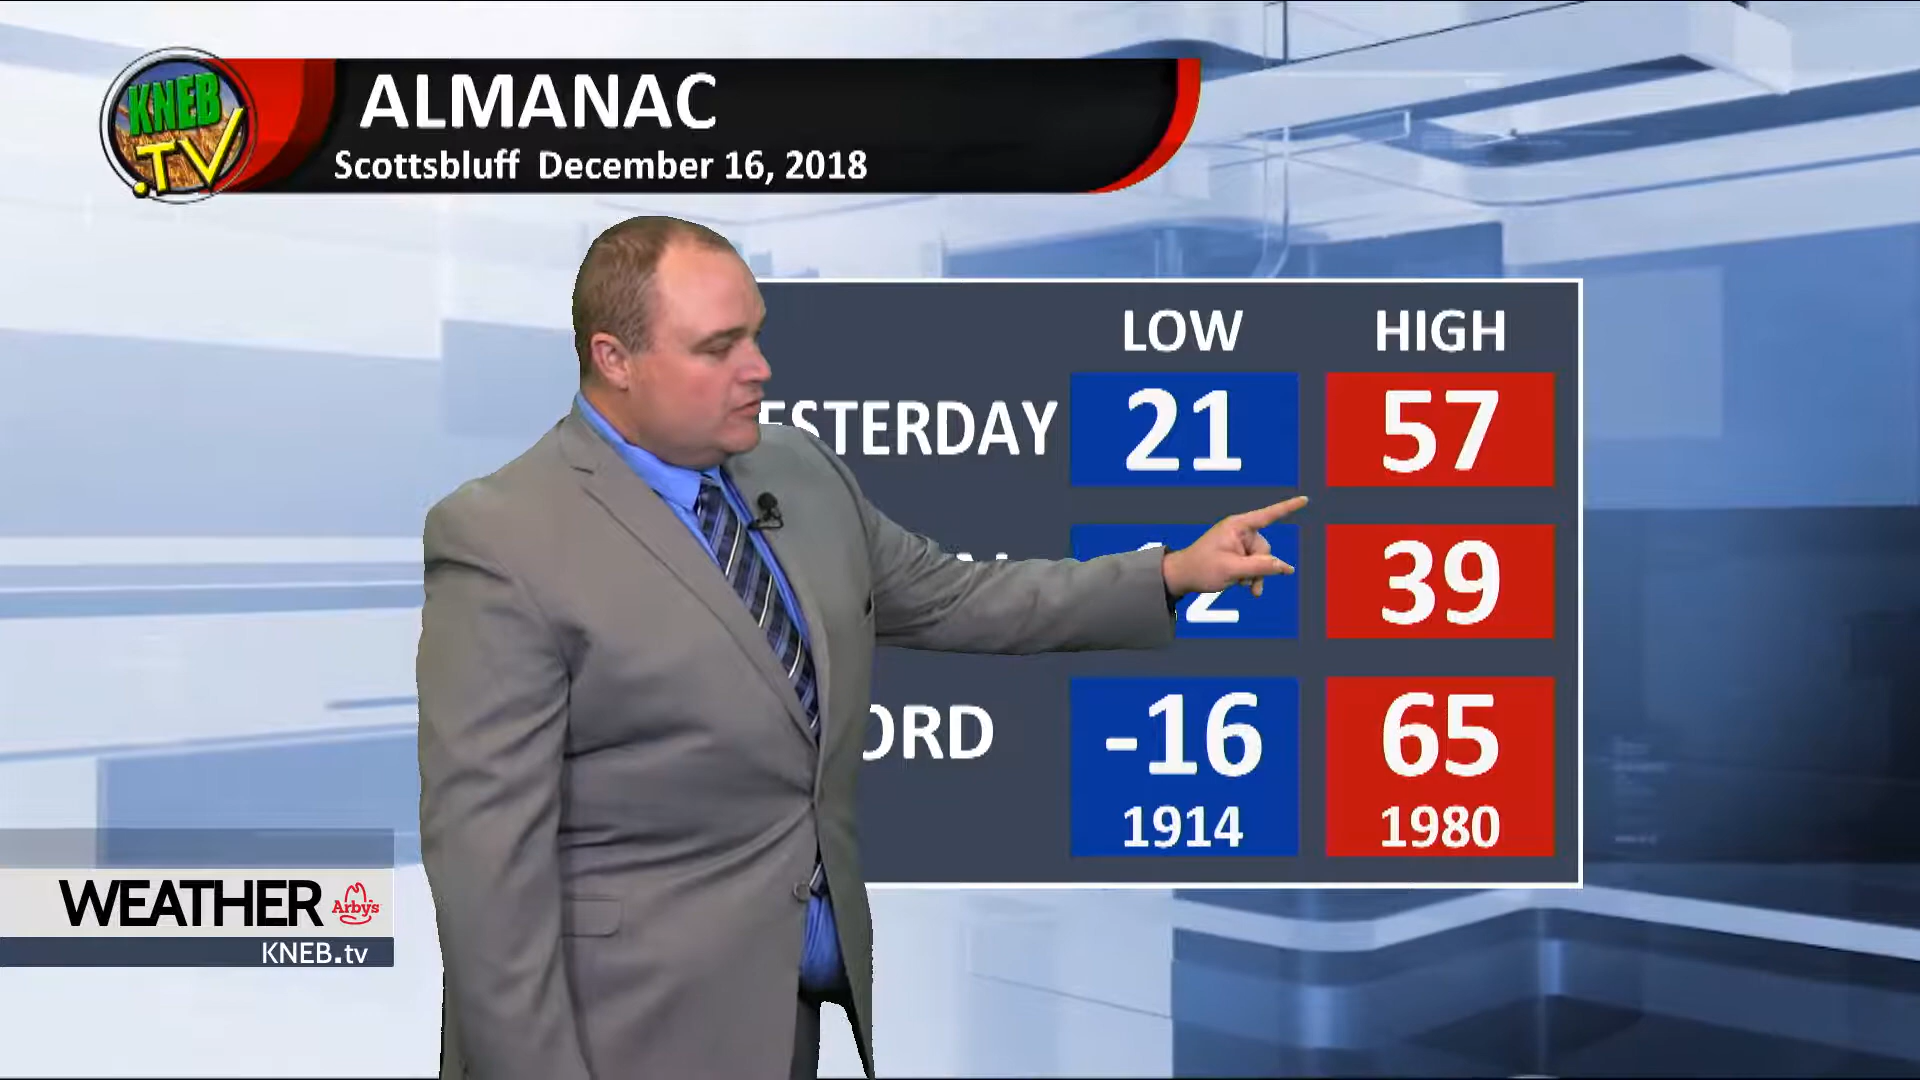 KNEB
.TV
ALMANAC
Scottsbluff December 16, 2018
LOW HIGH
ESTERDAY 21 57
39
ORD -16 65
1914 1980
WEATHER Arby's
KNEB.tv